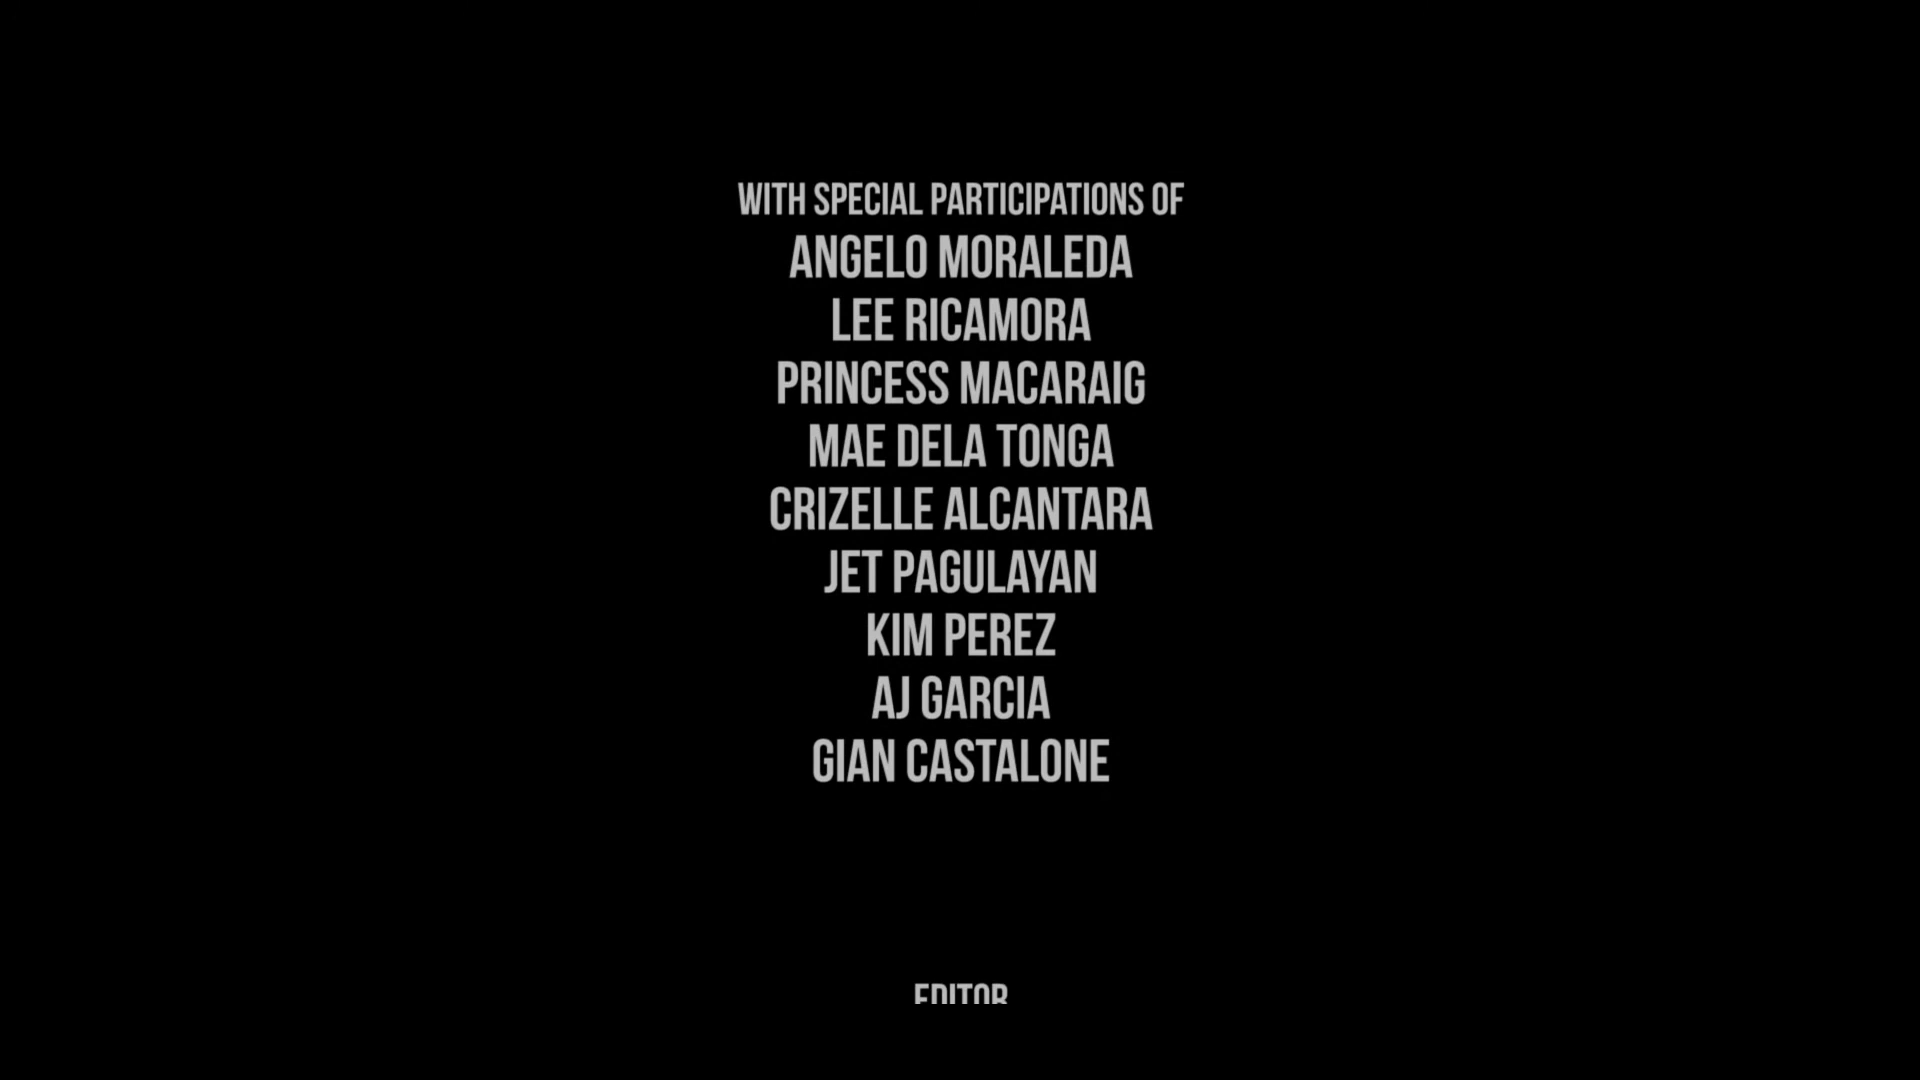 WITH SPECIAL PARTICIPATIONS OF
ANGELO MORALEDA
LEE RICAMORA
PRINCESS MACARAIG
MAE DELA TONGA
CRIZELLE ALCANTARA
JET PAGULAYAN
KIM PEREZ
AJ GARCIA
GIAN CASTALONE
EDITOR